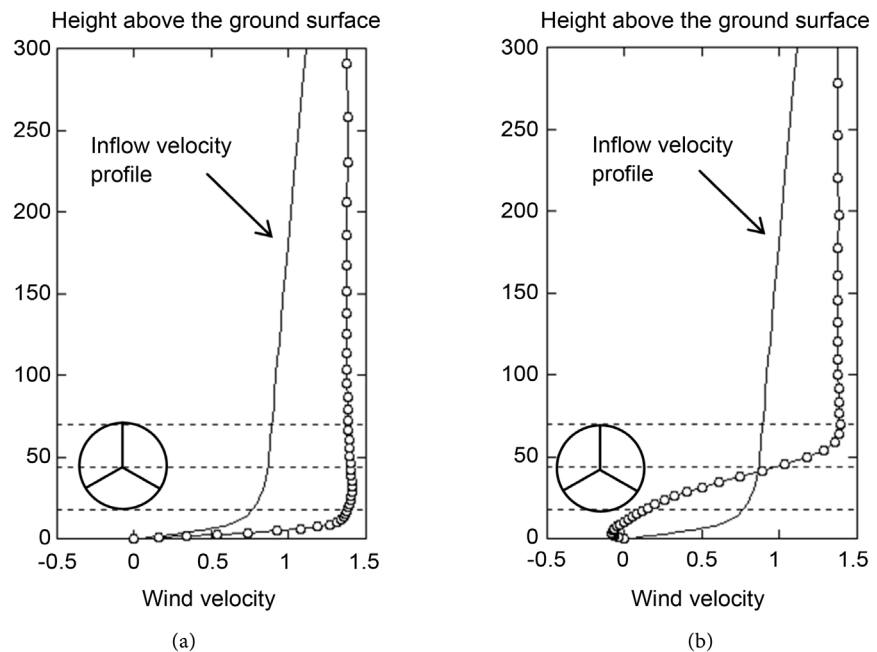 Height above the ground surface
300
250
200
150
100
50
0
-0.5
0
0.5
1
1.5
Inflow velocity
profile
Wind velocity
(a)
Height above the ground surface
300
250
200
150
100
50
0
-0.5
0
0.5
1
1.5
Inflow velocity
profile
Wind velocity
(b)